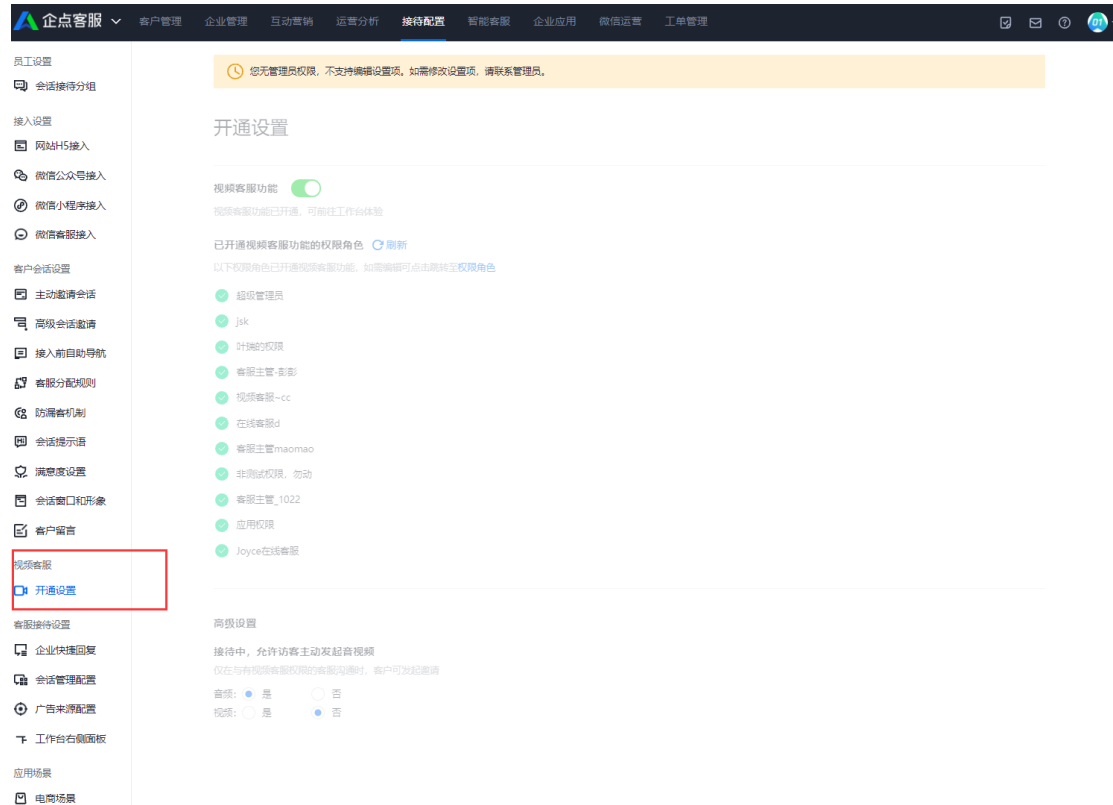 企点客服 客户管理 企业管理 互动营销 运营分析 接待配置 智能客服 企业应用 微信运营 工单管理 01
员工设置
会话接待分组
接入设置
网站H5接入
微信公众号接入
微信小程序接入
微信客服接入
客户会话设置
主动邀请会话
高级会话邀请
接入前自助导航
客服分配规则
防漏客机制
会话提示语
满意度设置
会话窗口和形象
客户留言
视频客服
开通设置
客服接待设置
企业快捷回复
会话管理配置
广告来源配置
工作台右侧面板
应用场景
电商场景
您无管理员权限，不支持编辑设置项。如需修改设置项，请联系管理员。
开通设置
视频客服功能
视频客服功能已开通，可前往工作台体验
已开通视频客服功能的权限角色 刷新
以下权限角色已开通视频客服功能，如需编辑可点击跳转至权限角色
超级管理员
jsk
叶瑞的权限
客服主管-彭彭
视频客服~cc
在线客服d
客服主管maomao
非测试权限，勿动
客服主管_1022
应用权限
Joyce在线客服
高级设置
接待中，允许访客主动发起音视频
仅在与有视频客服权限的客服沟通时，客户可发起邀请
音频： 是 否
视频： 是 否